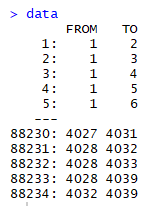 > data
FROM TO
1: 1 2
2: 1 3
3: 1 4
4: 1 5
5: 1 6
---
88230: 4027 4031
88231: 4028 4032
88232: 4028 4033
88233: 4028 4039
88234: 4032 4039